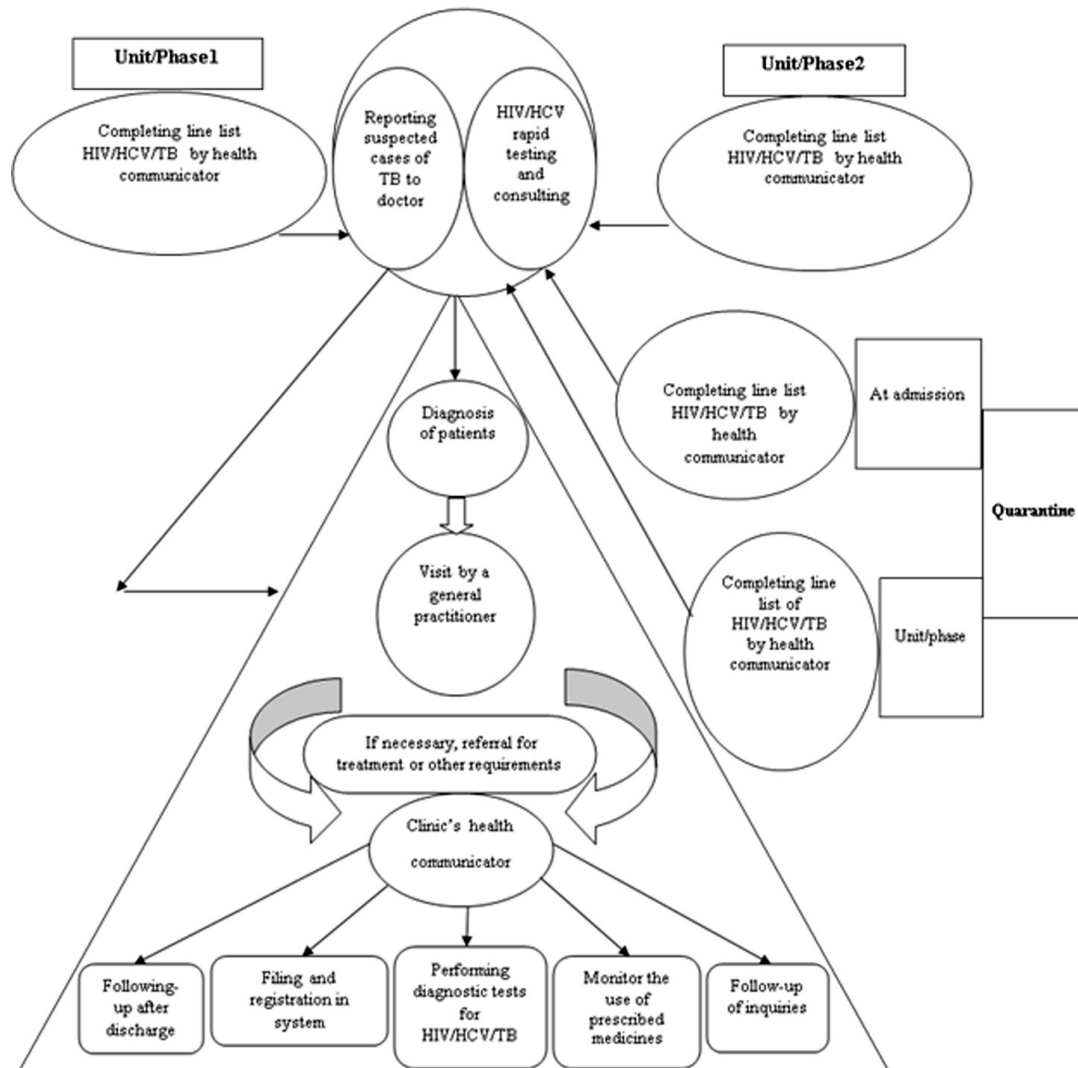 Unit/Phase1
Completing line list
HIV/HCV/TB by health
communicator
Reporting
suspected
cases of
TB to
doctor
HIV/HCV
rapid
testing
and
consulting
Unit/Phase2
Completing line list
HIV/HCV/TB by health
communicator
Completing line list
HIV/HCV/TB by
health
communicator
At admission
Quarantine
Completing line
list of
HIV/HCV/TB
by health
communicator
Unit/phase
Diagnosis
of patients
Visit by a
general
practitioner
If necessary, referral for
treatment or other requirements
Clinic's health
communicator
Following-
up after
discharge
Filing and
registration in
system
Performing
diagnostic tests
for
HIV/HCV/TB
Monitor the
use of
prescribed
medicines
Follow-up
of inquiries